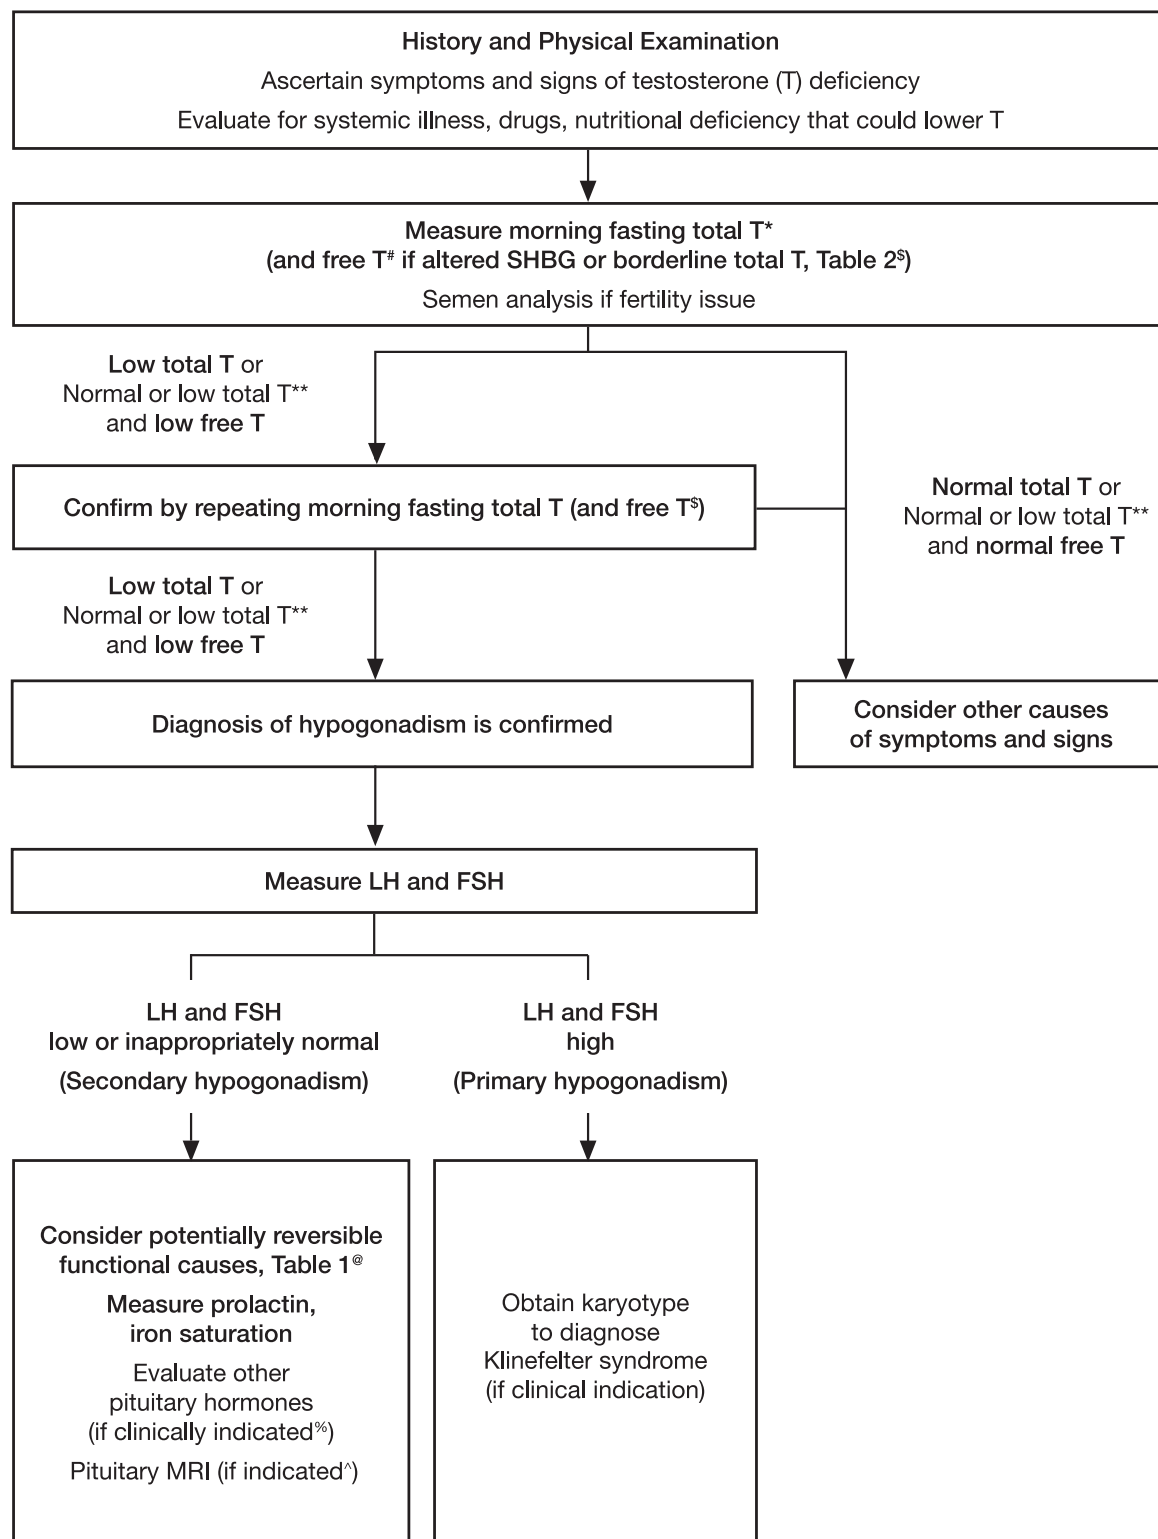 History and Physical Examination
Ascertain symptoms and signs of testosterone (T) deficiency
Evaluate for systemic illness, drugs, nutritional deficiency that could lower T
Measure morning fasting total T*
(and free T# if altered SHBG or borderline total T, Table 2$)
Semen analysis if fertility issue
Low total T or
Normal or low total T**
and low free T
Confirm by repeating morning fasting total T (and free T$)
Normal total T or
Normal or low total T**
and normal free T
Low total T or
Normal or low total T**
and low free T
Diagnosis of hypogonadism is confirmed
Consider other causes
of symptoms and signs
Measure LH and FSH
LH and FSH
low or inappropriately normal
(Secondary hypogonadism)
LH and FSH
high
(Primary hypogonadism)
Consider potentially reversible
functional causes, Table 1@
Measure prolactin,
iron saturation
Evaluate other
pituitary hormones
(if clinically indicated%)
Pituitary MRI (if indicated^)
Obtain karyotype
to diagnose
Klinefelter syndrome
(if clinical indication)